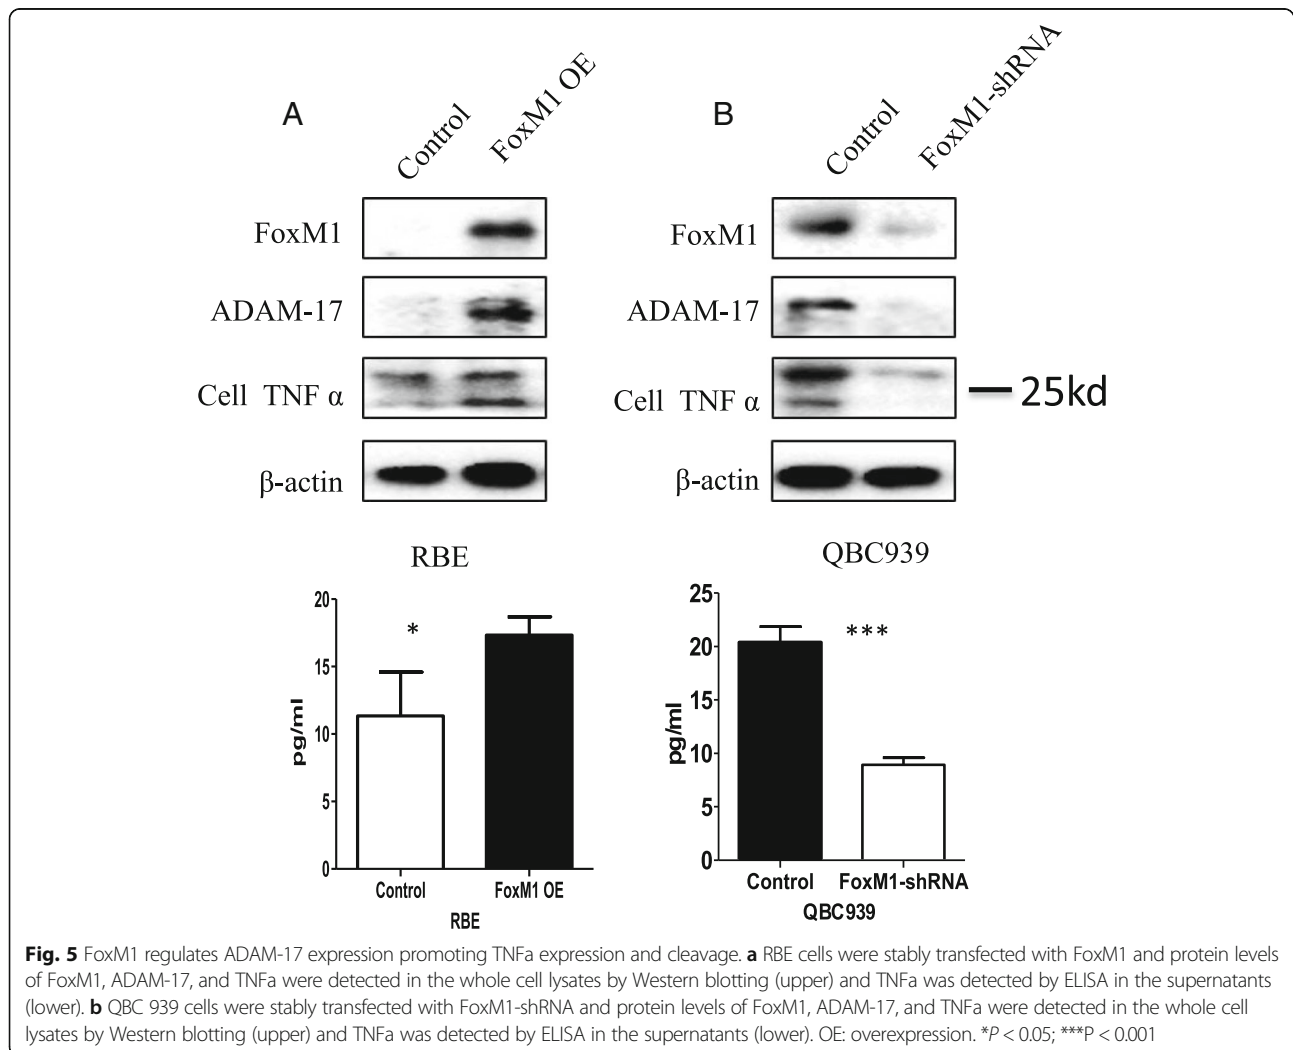 A
Control
FoxM1 OE
FoxM1
ADAM-17
Cell TNF α
β-actin
RBE
20
15
10
5
0
pg/ml
*
Control
FoxM1 OE
RBE
B
Control
FoxM1-shRNA
FoxM1
ADAM-17
Cell TNF α
25kd
β-actin
QBC939
25
20
15
10
5
0
pg/ml
***
Control
FoxM1-shRNA
QBC939
Fig. 5 FoxM1 regulates ADAM-17 expression promoting TNFa expression and cleavage. a RBE cells were stably transfected with FoxM1 and protein levels
of FoxM1, ADAM-17, and TNFa were detected in the whole cell lysates by Western blotting (upper) and TNFa was detected by ELISA in the supernatants
(lower). b QBC 939 cells were stably transfected with FoxM1-shRNA and protein levels of FoxM1, ADAM-17, and TNFa were detected in the whole cell
lysates by Western blotting (upper) and TNFa was detected by ELISA in the supernatants (lower). OE: overexpression. *P < 0.05; ***P < 0.001